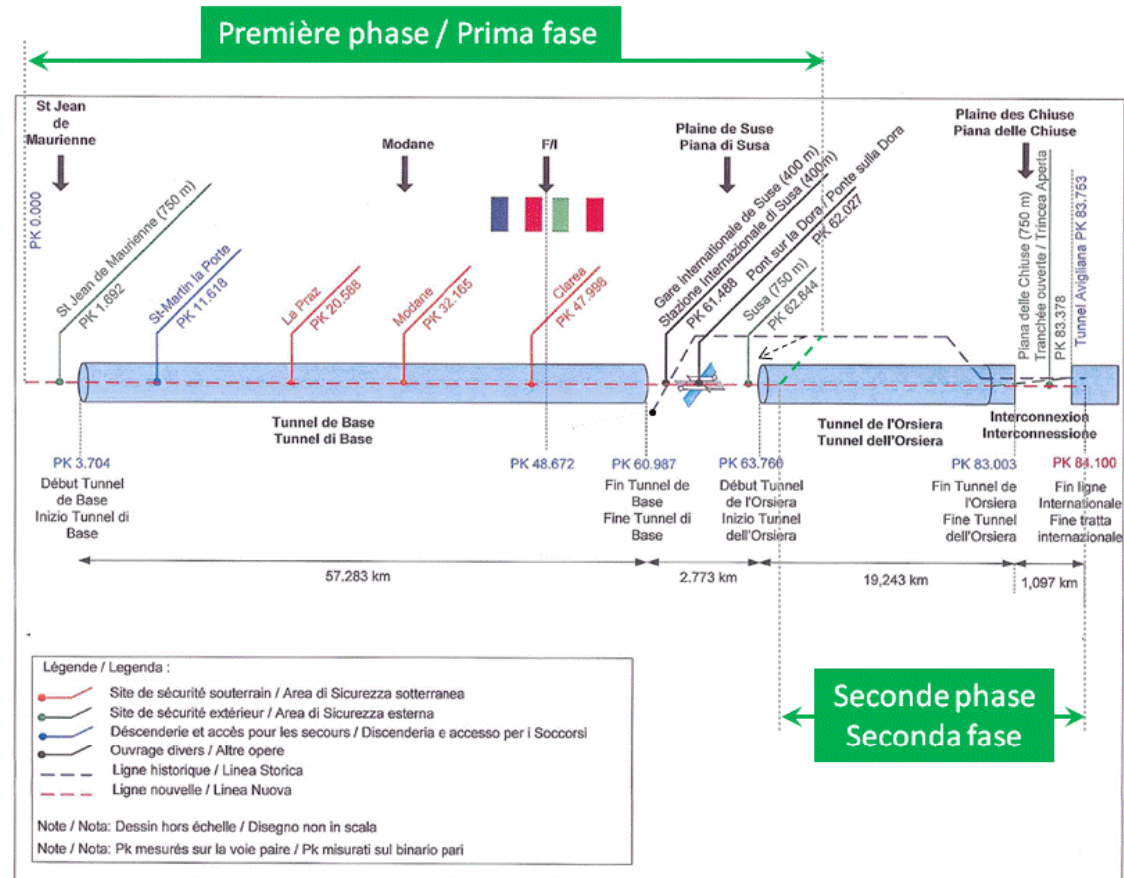 Première phase / Prima fase
St Jean
de
Maurienne
Modane
F/I
Plaine de Suse
Piana di Susa
Plaine des Chiuse
Piana delle Chiuse
PK 0.000
St Jean de Maurienne (750 m)
PK 1.692
St-Martin la Porte
PK 11.618
La Praz
PK 20.588
Modane
PK 32.165
Clarea
PK 47.998
Gare Internationale de Suse (400 m)
Stazione Internazionale di Susa (400m)
PK 61.488
Pont sur la Dora / Ponte sulla Dora
PK 62.027
Susa (750 m)
PK 62.844
Piana delle Chiuse (750 m)
Tranchée ouverte / Trincea Aperta
PK 83.378
Tunnel Avigliana PK 83.753
Tunnel de Base
Tunnel di Base
Tunnel de l'Orsiera
Tunnel dell'Orsiera
Interconnexion
Interconnessione
PK 3.704
Début Tunnel
de Base
Inizio Tunnel di
Base
PK 48.672
PK 60.987
Fin Tunnel de
Base
Fine Tunnel di
Base
PK 63.760
Début Tunnel
de l'Orsiera
Inizio Tunnel
dell'Orsiera
PK 83.003
Fin Tunnel de
l'Orsiera
Fine Tunnel
dell'Orsiera
PK 84.100
Fin ligne
Internationale
Fine tratta
internazionale
57.283 km
2.773 km
19,243 km
1,097 km
Seconde phase
Seconda fase
Légende / Legenda :
Site de sécurité souterrain / Area di Sicurezza sotterranea
Site de sécurité extérieur / Area di Sicurezza esterna
Déscenderie et accès pour les secours / Discenderia e accesso per i Soccorsi
Ouvrage divers / Altre opere
Ligne historique / Linea Storica
Ligne nouvelle / Linea Nuova
Note / Nota: Dessin hors échelle / Disegno non in scala
Note / Nota: Pk mesurés sur la voie paire / Pk misurati sul binario pari